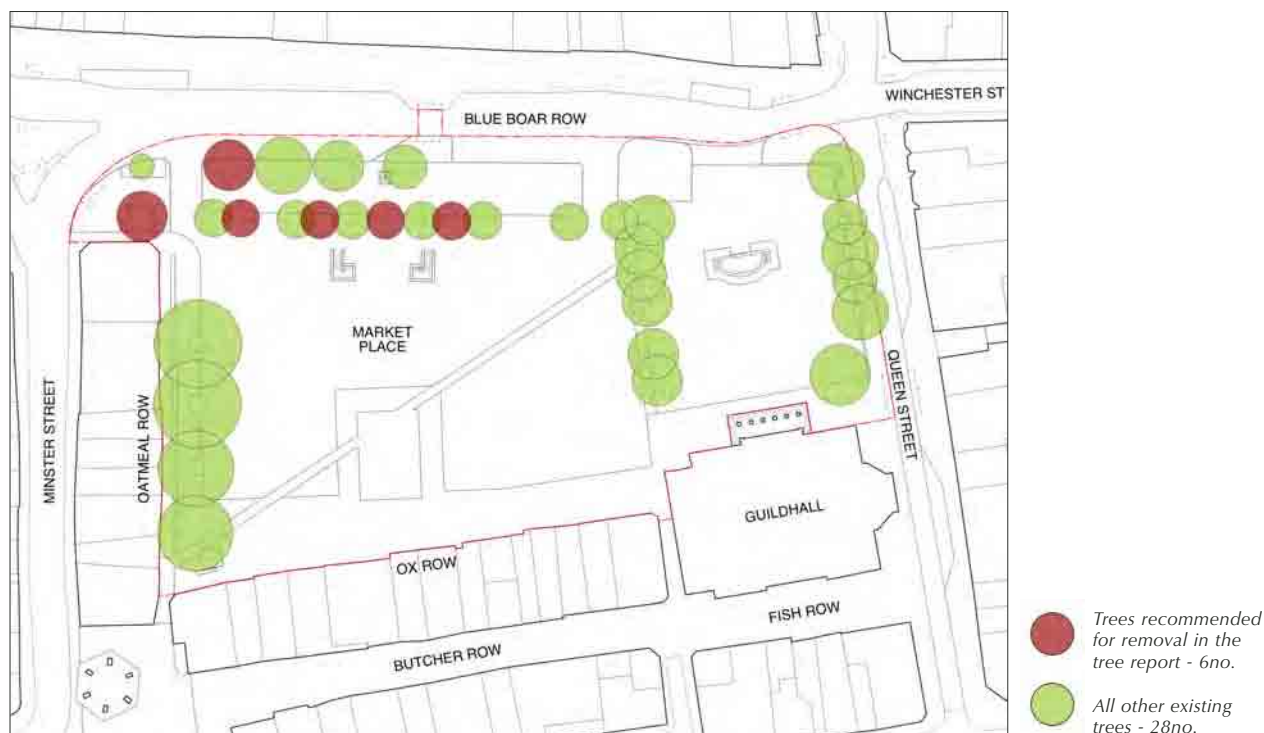 WINCHESTER ST
BLUE BOAR ROW
MARKET
PLACE
MINSTER STREET
OATMEAL ROW
QUEEN STREET
GUILDHALL
OX ROW
FISH ROW
BUTCHER ROW
Trees recommended
for removal in the
tree report - 6no.
All other existing
trees - 28no.